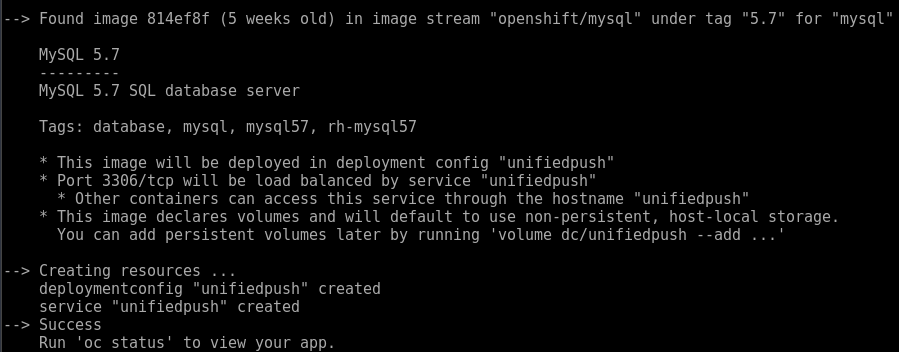 --> Found image 814ef8f (5 weeks old) in image stream "openshift/mysql" under tag "5.7" for "mysql"
MySQL 5.7
---------
MySQL 5.7 SQL database server
Tags: database, mysql, mysql57, rh-mysql57
* This image will be deployed in deployment config "unifiedpush"
* Port 3306/tcp will be load balanced by service "unifiedpush"
* Other containers can access this service through the hostname "unifiedpush"
* This image declares volumes and will default to use non-persistent, host-local storage.
You can add persistent volumes later by running 'volume dc/unifiedpush --add ...'
--> Creating resources ...
deploymentconfig "unifiedpush" created
service "unifiedpush" created
--> Success
Run 'oc status' to view your app.